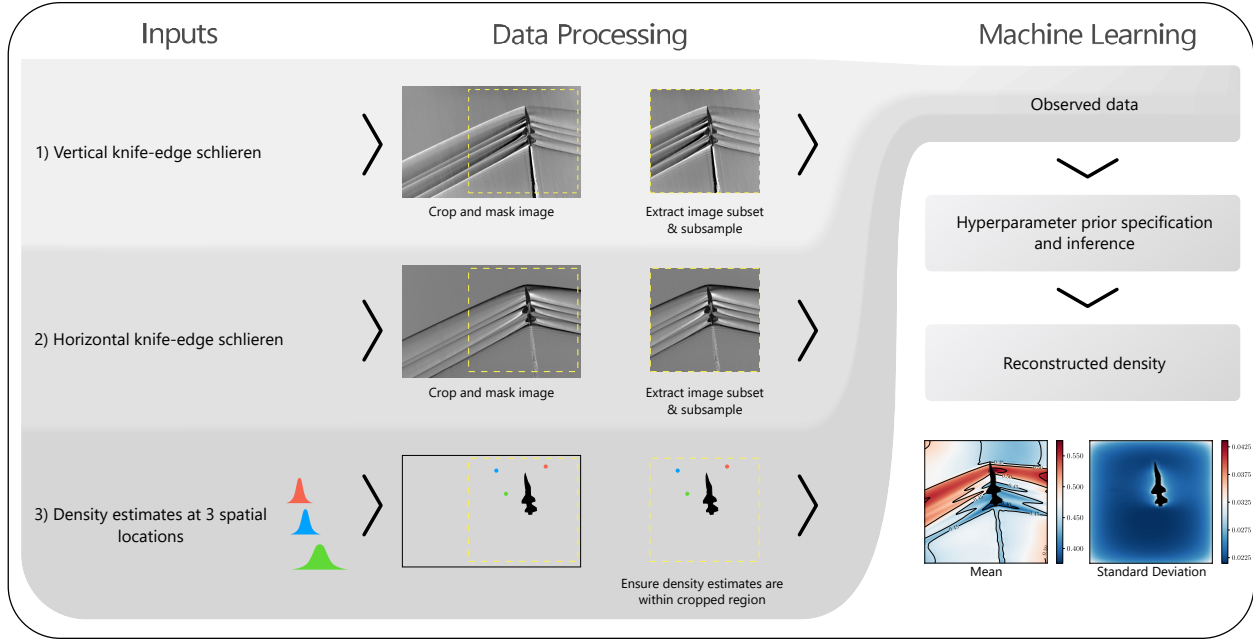 Inputs
Data Processing
Machine Learning
1) Vertical knife-edge schlieren
Crop and mask image
Extract image subset
& subsample
Observed data
2) Horizontal knife-edge schlieren
Crop and mask image
Extract image subset
& subsample
Hyperparameter prior specification
and inference
Reconstructed density
3) Density estimates at 3 spatial
locations
Ensure density estimates are
within cropped region
0.550
0.500
0.450
0.400
Mean
0.0425
0.0375
0.0325
0.0275
0.0225
Standard Deviation